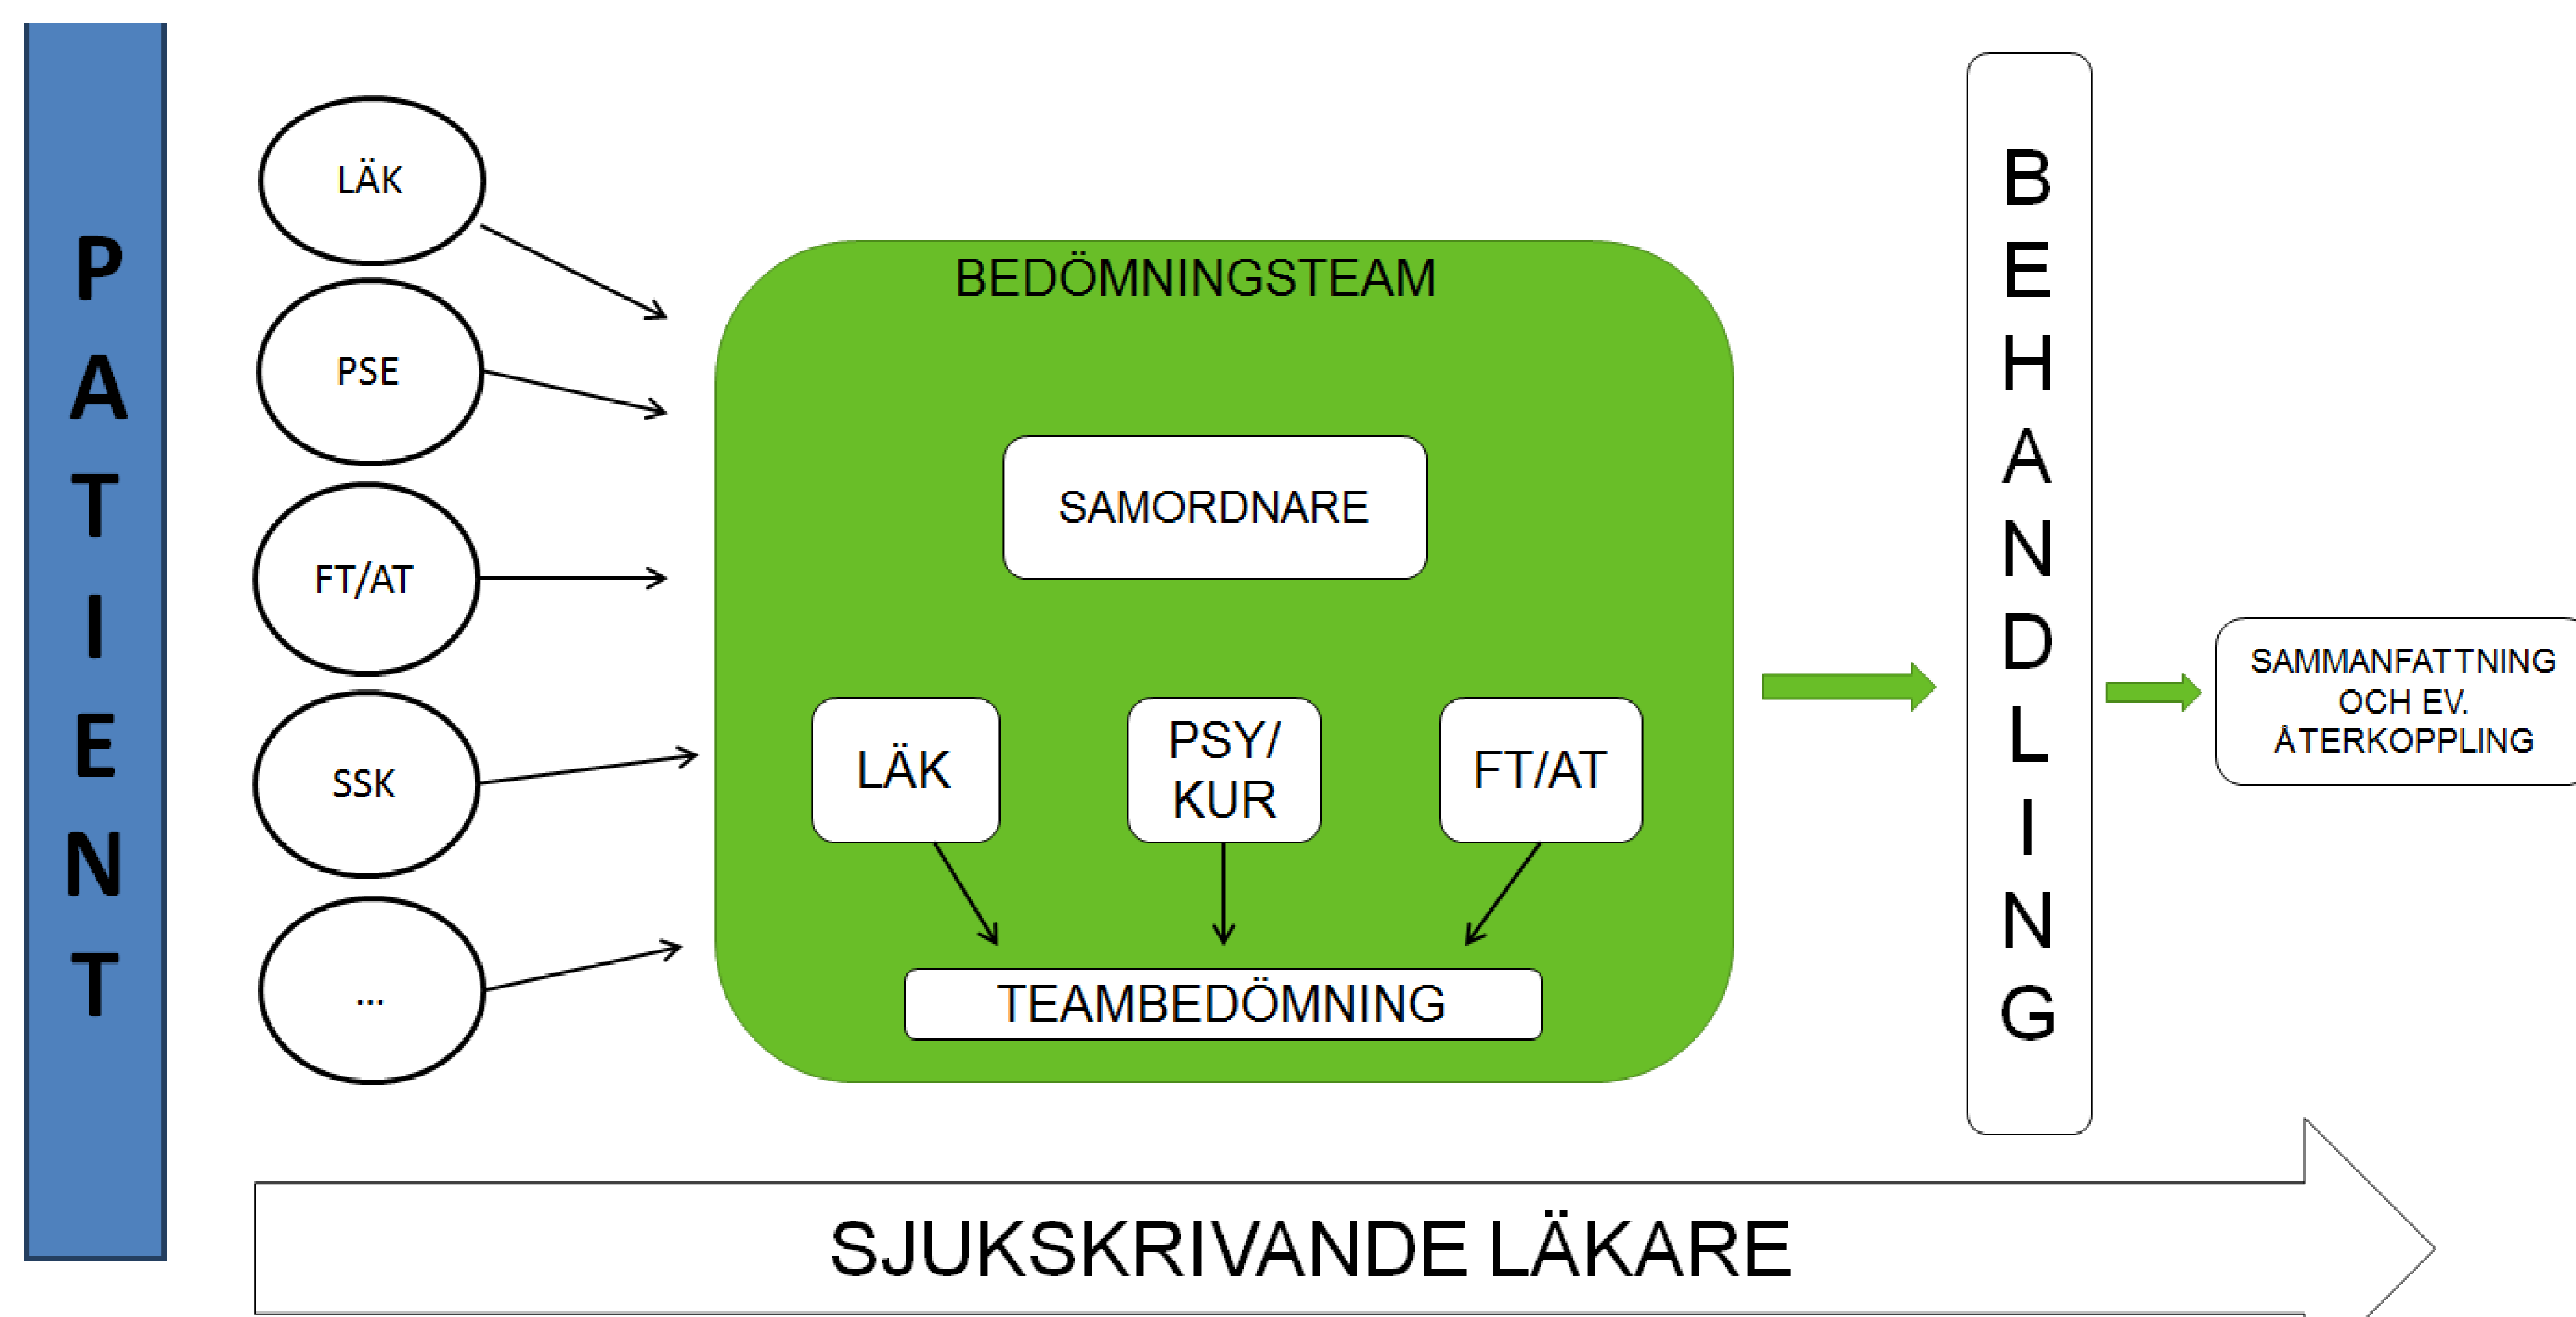 PATIENT
LÄK
PSE
FT/AT
SSK
...
BEDÖMNINGSTEAM
SAMORDNARE
LÄK
PSY/
KUR
FT/AT
TEAMBEDÖMNING
BEHANDLING
SAMMANFATTNING
OCH EV.
ÅTERKOPPLING
SJUKSKRIVANDE LÄKARE